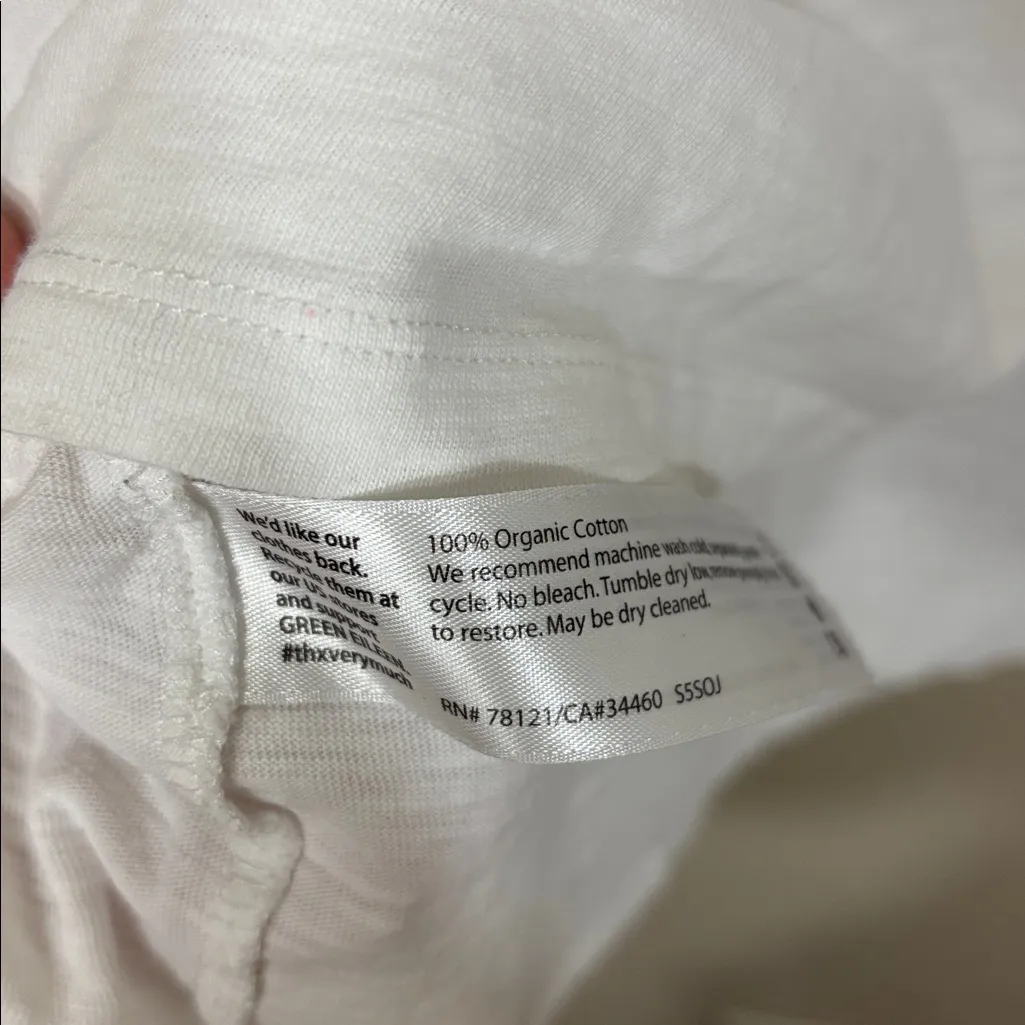 We'd like our
clothes back.
Recycle them at
our US stores
and support
GREEN EILEEN.
#thxverymuch
100% Organic Cotton
We recommend machine wash cold,
cycle. No bleach. Tumble dry low,
to restore. May be dry cleaned.
RN# 78121/CA#34460 S5SOJ